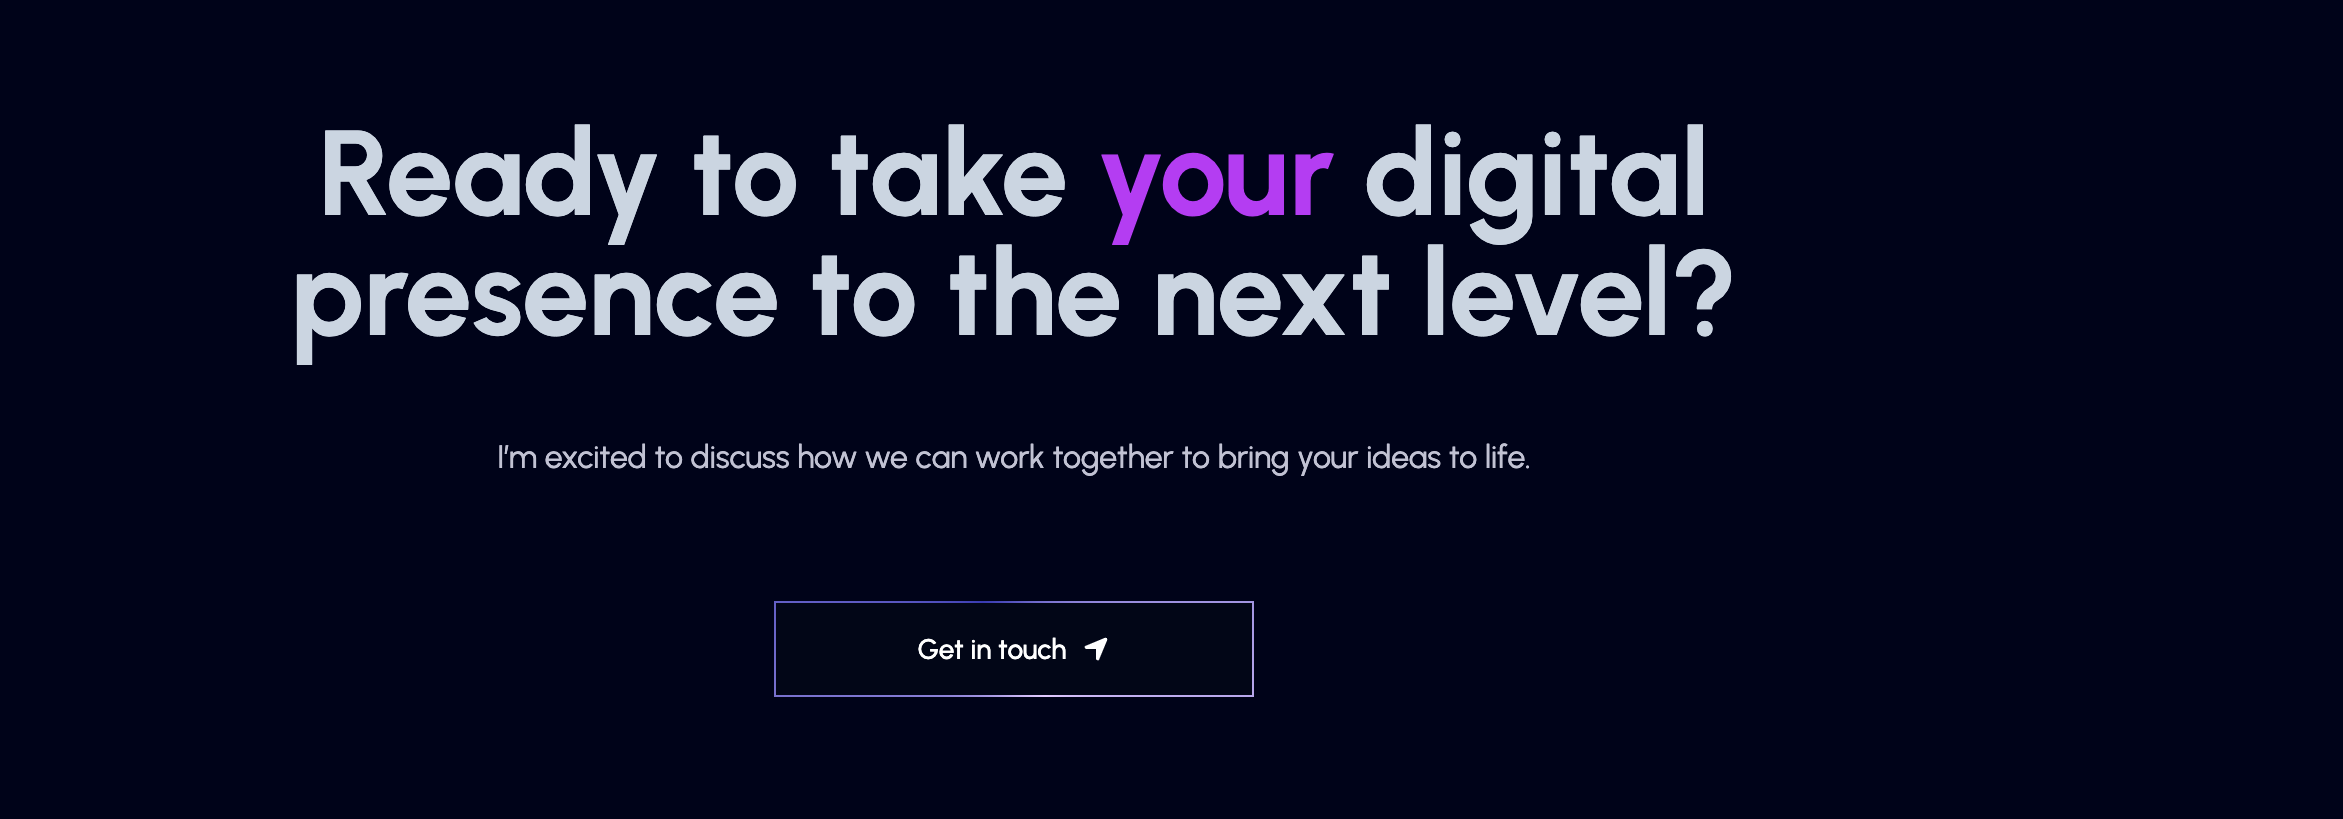 Ready to take your digital
presence to the next level?
I'm excited to discuss how we can work together to bring your ideas to life.
Get in touch